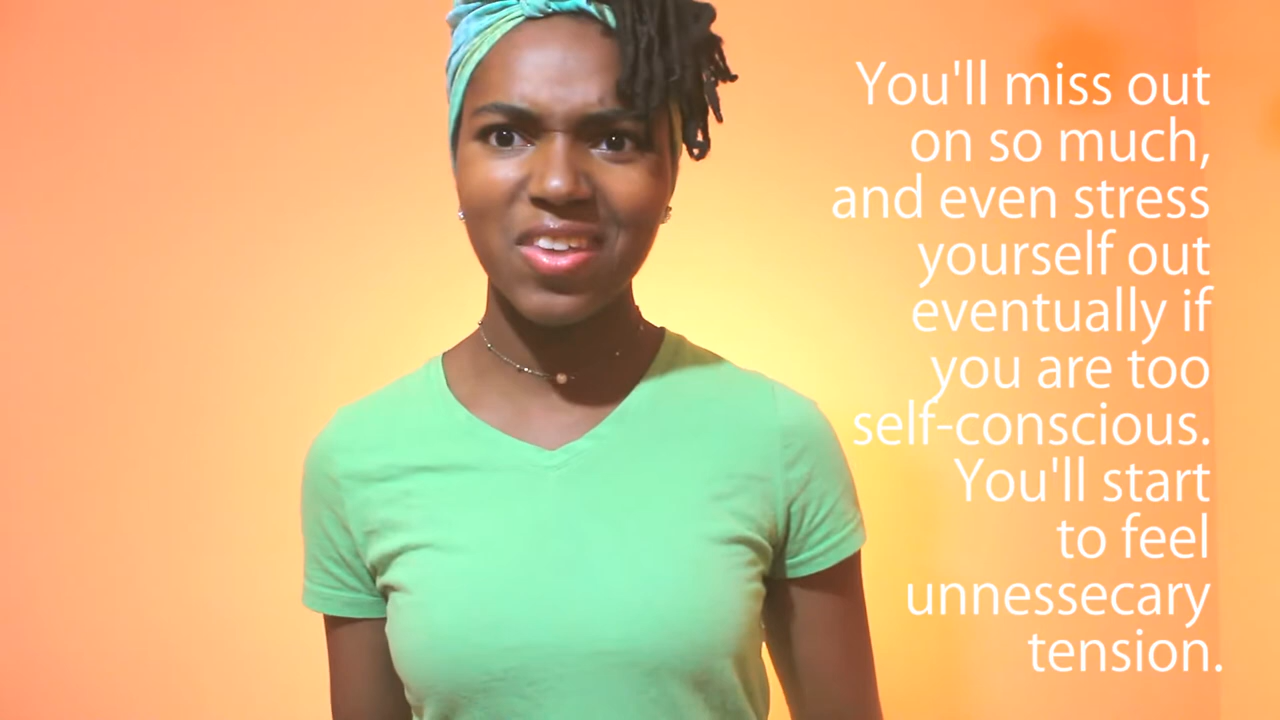 You'll miss out
on so much,
and even stress
yourself out
eventually if
you are too
self-conscious.
You'll start
to feel
unnessecary
tension.